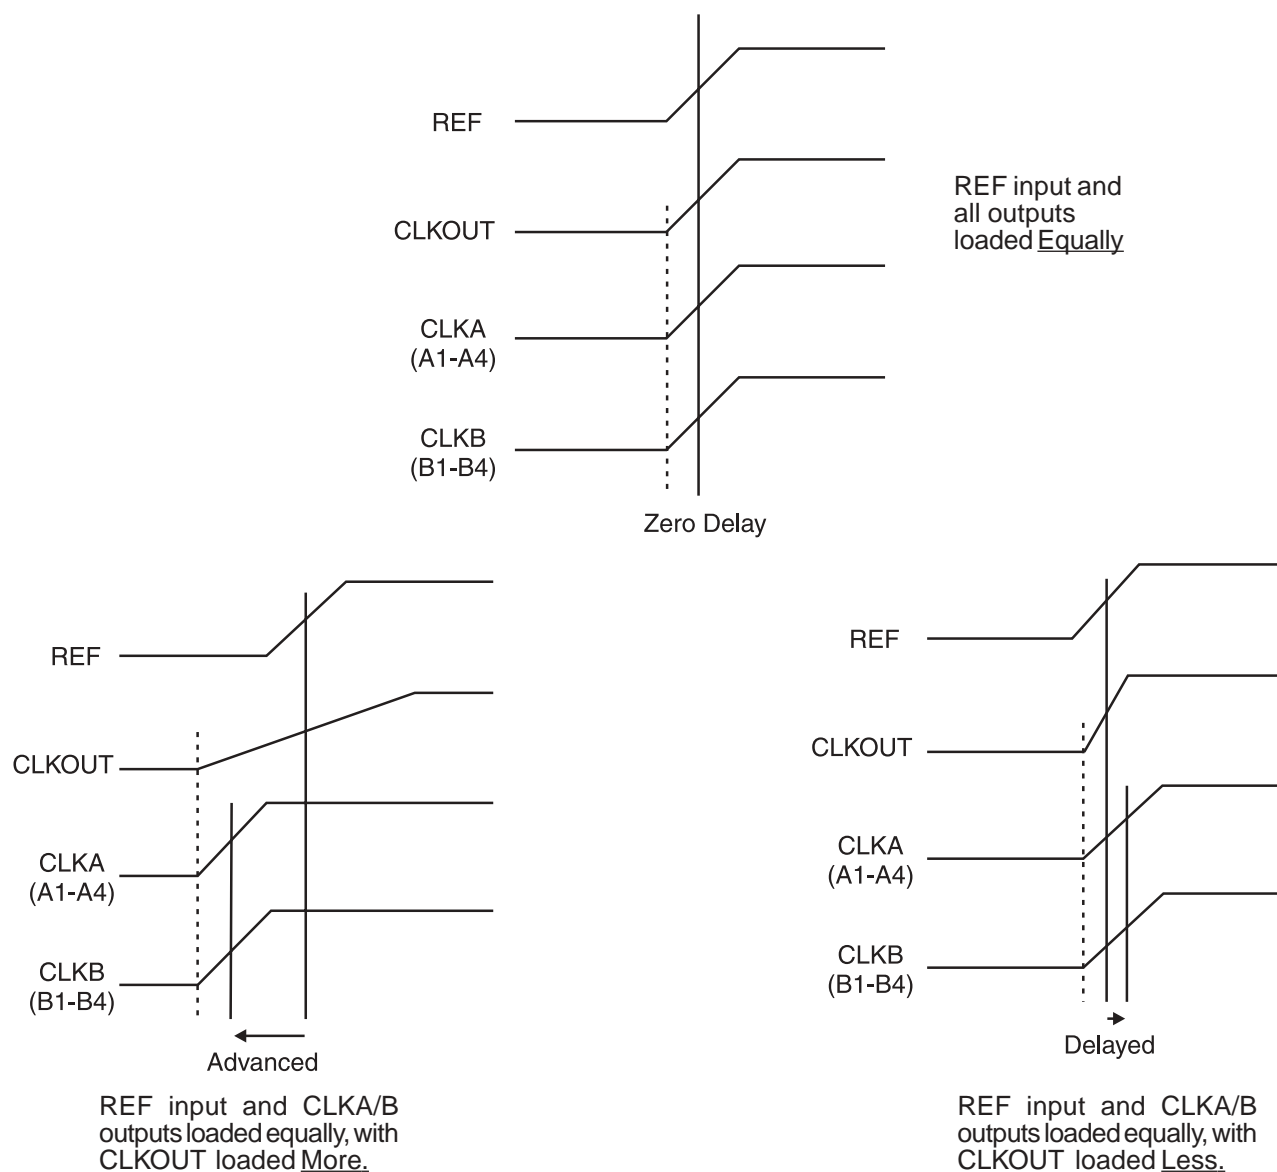 REF
CLKOUT
CLKA
(A1-A4)
CLKB
(B1-B4)
Zero Delay
REF input and
all outputs
loaded Equally
REF
CLKOUT
CLKA
(A1-A4)
CLKB
(B1-B4)
Advanced
REF input and CLKA/B
outputs loaded equally, with
CLKOUT loaded More.
REF
CLKOUT
CLKA
(A1-A4)
CLKB
(B1-B4)
Delayed
REF input and CLKA/B
outputs loaded equally, with
CLKOUT loaded Less.